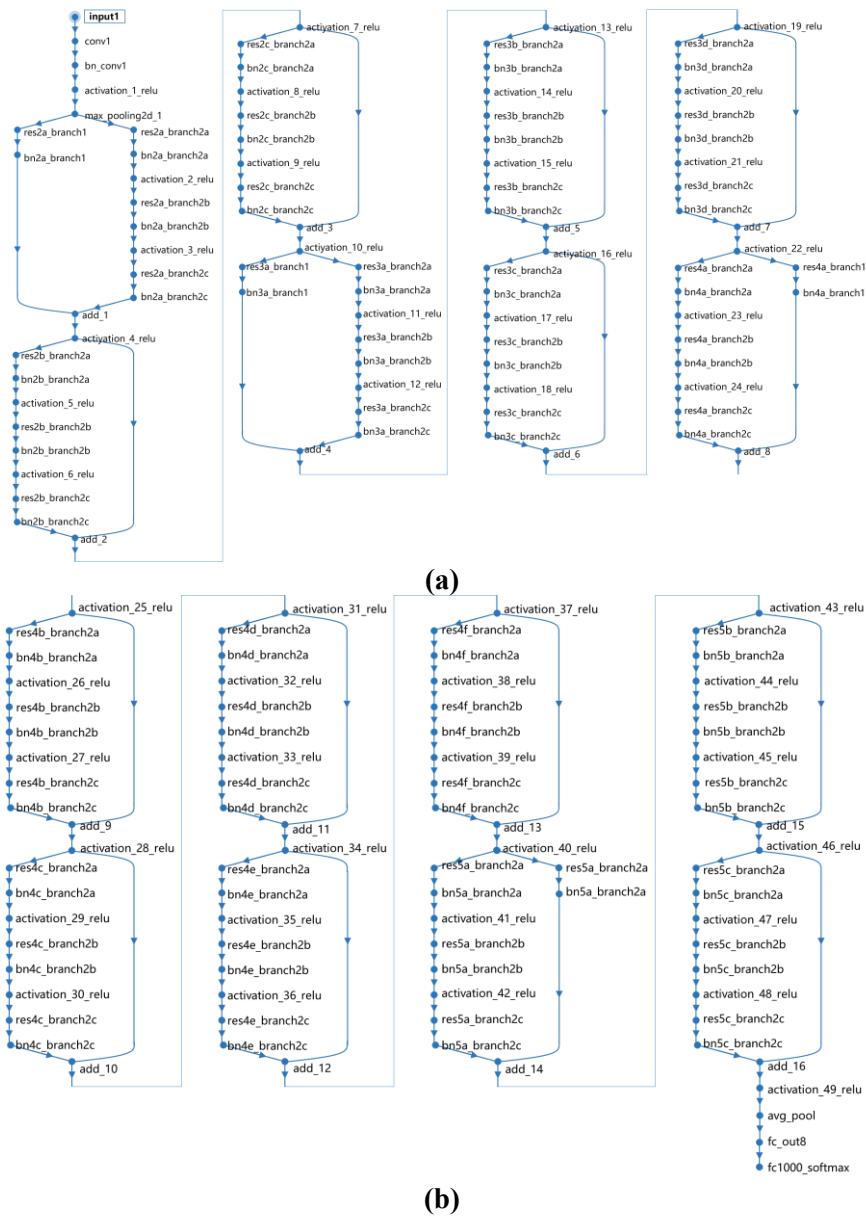 input1
conv1
bn_conv1
activation_1_relu
max_pooling2d_1
res2a_branch1
bn2a_branch1
res2a_branch2a
bn2a_branch2a
activation_2_relu
res2a_branch2b
bn2a_branch2b
activation_3_relu
res2a_branch2c
bn2a_branch2c
add_1
activation_4_relu
res2b_branch2a
bn2b_branch2a
activation_5_relu
res2b_branch2b
bn2b_branch2b
activation_6_relu
res2b_branch2c
bn2b_branch2c
add_2
activation_7_relu
res2c_branch2a
bn2c_branch2a
activation_8_relu
res2c_branch2b
bn2c_branch2b
activation_9_relu
res2c_branch2c
bn2c_branch2c
add_3
activation_10_relu
res3a_branch1
bn3a_branch1
res3a_branch2a
bn3a_branch2a
activation_11_relu
res3a_branch2b
bn3a_branch2b
activation_12_relu
res3a_branch2c
bn3a_branch2c
add_4
activation_13_relu
res3b_branch2a
bn3b_branch2a
activation_14_relu
res3b_branch2b
bn3b_branch2b
activation_15_relu
res3b_branch2c
bn3b_branch2c
add_5
activation_16_relu
res3c_branch2a
bn3c_branch2a
activation_17_relu
res3c_branch2b
bn3c_branch2b
activation_18_relu
res3c_branch2c
bn3c_branch2c
add_6
activation_19_relu
res3d_branch2a
bn3d_branch2a
activation_20_relu
res3d_branch2b
bn3d_branch2b
activation_21_relu
res3d_branch2c
bn3d_branch2c
add_7
activation_22_relu
res4a_branch2a
bn4a_branch2a
activation_23_relu
res4a_branch2b
bn4a_branch2b
activation_24_relu
res4a_branch2c
bn4a_branch2c
res4a_branch1
bn4a_branch1
add_8
(a)
activation_25_relu
res4b_branch2a
bn4b_branch2a
activation_26_relu
res4b_branch2b
bn4b_branch2b
activation_27_relu
res4b_branch2c
bn4b_branch2c
add_9
activation_28_relu
res4c_branch2a
bn4c_branch2a
activation_29_relu
res4c_branch2b
bn4c_branch2b
activation_30_relu
res4c_branch2c
bn4c_branch2c
add_10
activation_31_relu
res4d_branch2a
bn4d_branch2a
activation_32_relu
res4d_branch2b
bn4d_branch2b
activation_33_relu
res4d_branch2c
bn4d_branch2c
add_11
activation_34_relu
res4e_branch2a
bn4e_branch2a
activation_35_relu
res4e_branch2b
bn4e_branch2b
activation_36_relu
res4e_branch2c
bn4e_branch2c
add_12
activation_37_relu
res4f_branch2a
bn4f_branch2a
activation_38_relu
res4f_branch2b
bn4f_branch2b
activation_39_relu
res4f_branch2c
bn4f_branch2c
add_13
activation_40_relu
res5a_branch2a
bn5a_branch2a
activation_41_relu
res5a_branch2b
bn5a_branch2b
activation_42_relu
res5a_branch2c
bn5a_branch2c
res5a_branch2a
bn5a_branch2a
add_14
activation_43_relu
res5b_branch2a
bn5b_branch2a
activation_44_relu
res5b_branch2b
bn5b_branch2b
activation_45_relu
res5b_branch2c
bn5b_branch2c
add_15
activation_46_relu
res5c_branch2a
bn5c_branch2a
activation_47_relu
res5c_branch2b
bn5c_branch2b
activation_48_relu
res5c_branch2c
bn5c_branch2c
add_16
activation_49_relu
avg_pool
fc_out8
fc1000_softmax
(b)